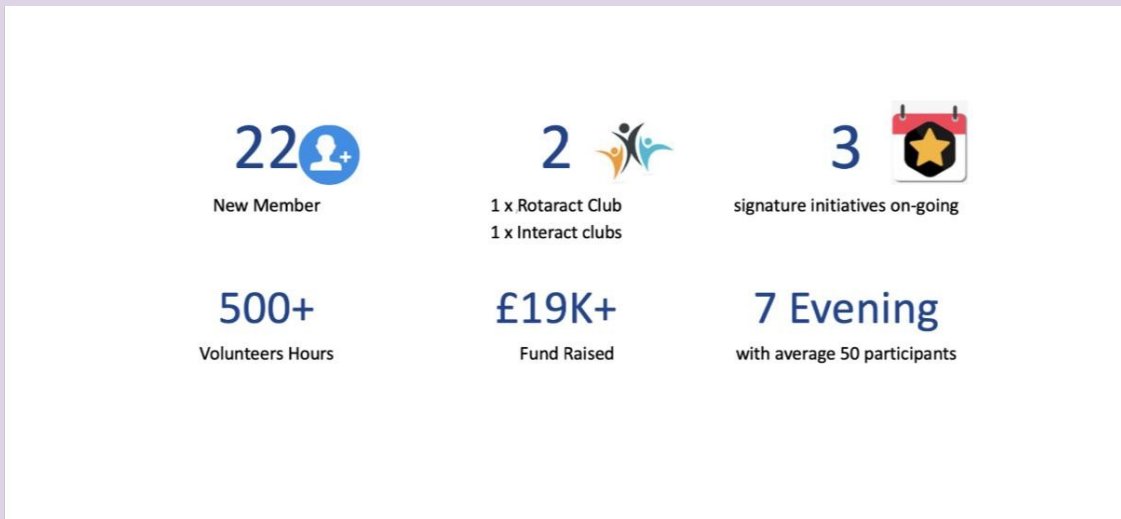 22
New Member
2
1 x Rotaract Club
1 x Interact clubs
3
signature initiatives on-going
500+
Volunteers Hours
£19K+
Fund Raised
7 Evening
with average 50 participants